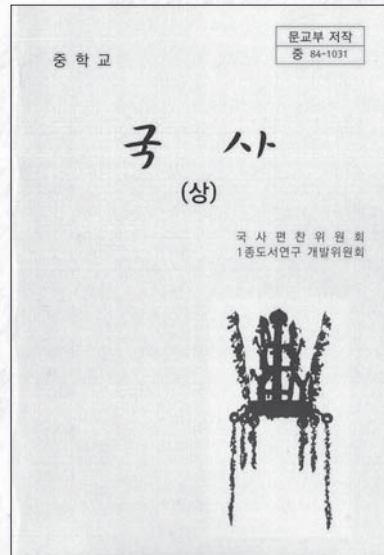 문교부 저작
중 84-1031
중 학 교
국 사
(상)
국 사 편 찬 위 원 회
1종도서연구 개발위원회